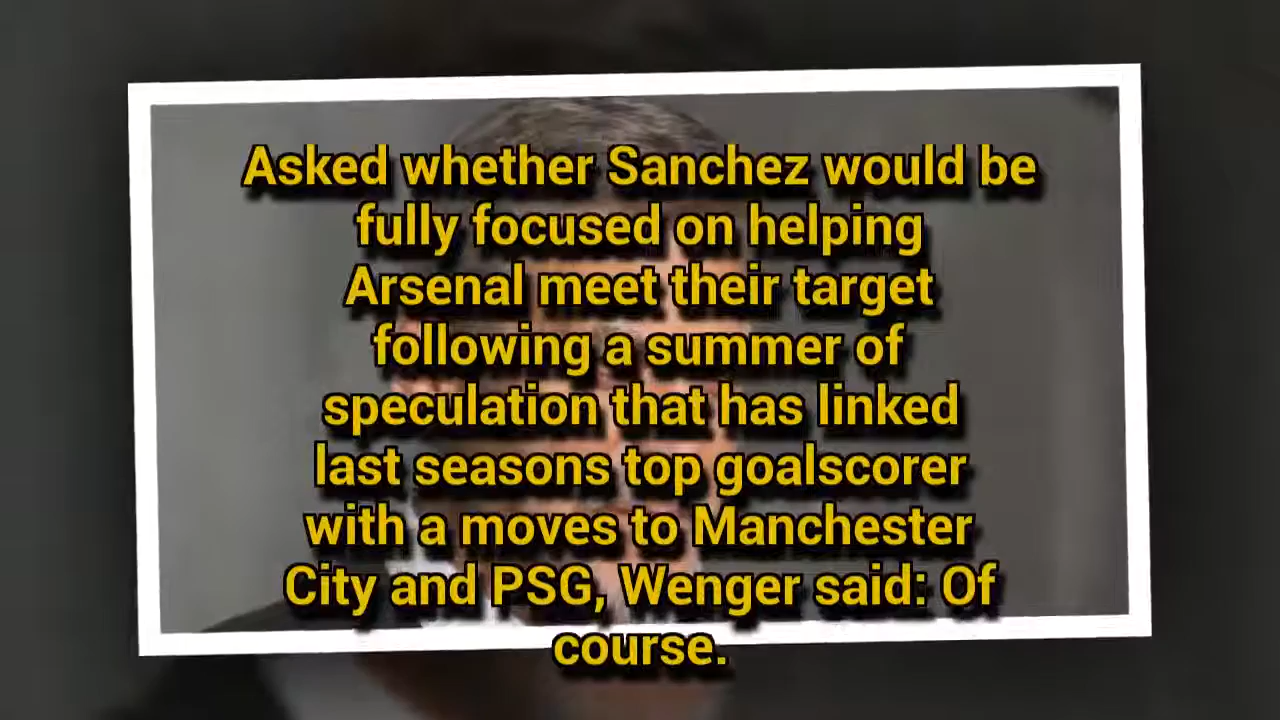 Asked whether Sanchez would be
fully focused on helping
Arsenal meet their target
following a summer of
speculation that has linked
last seasons top goalscorer
with a moves to Manchester
City and PSG, Wenger said: Of
course.